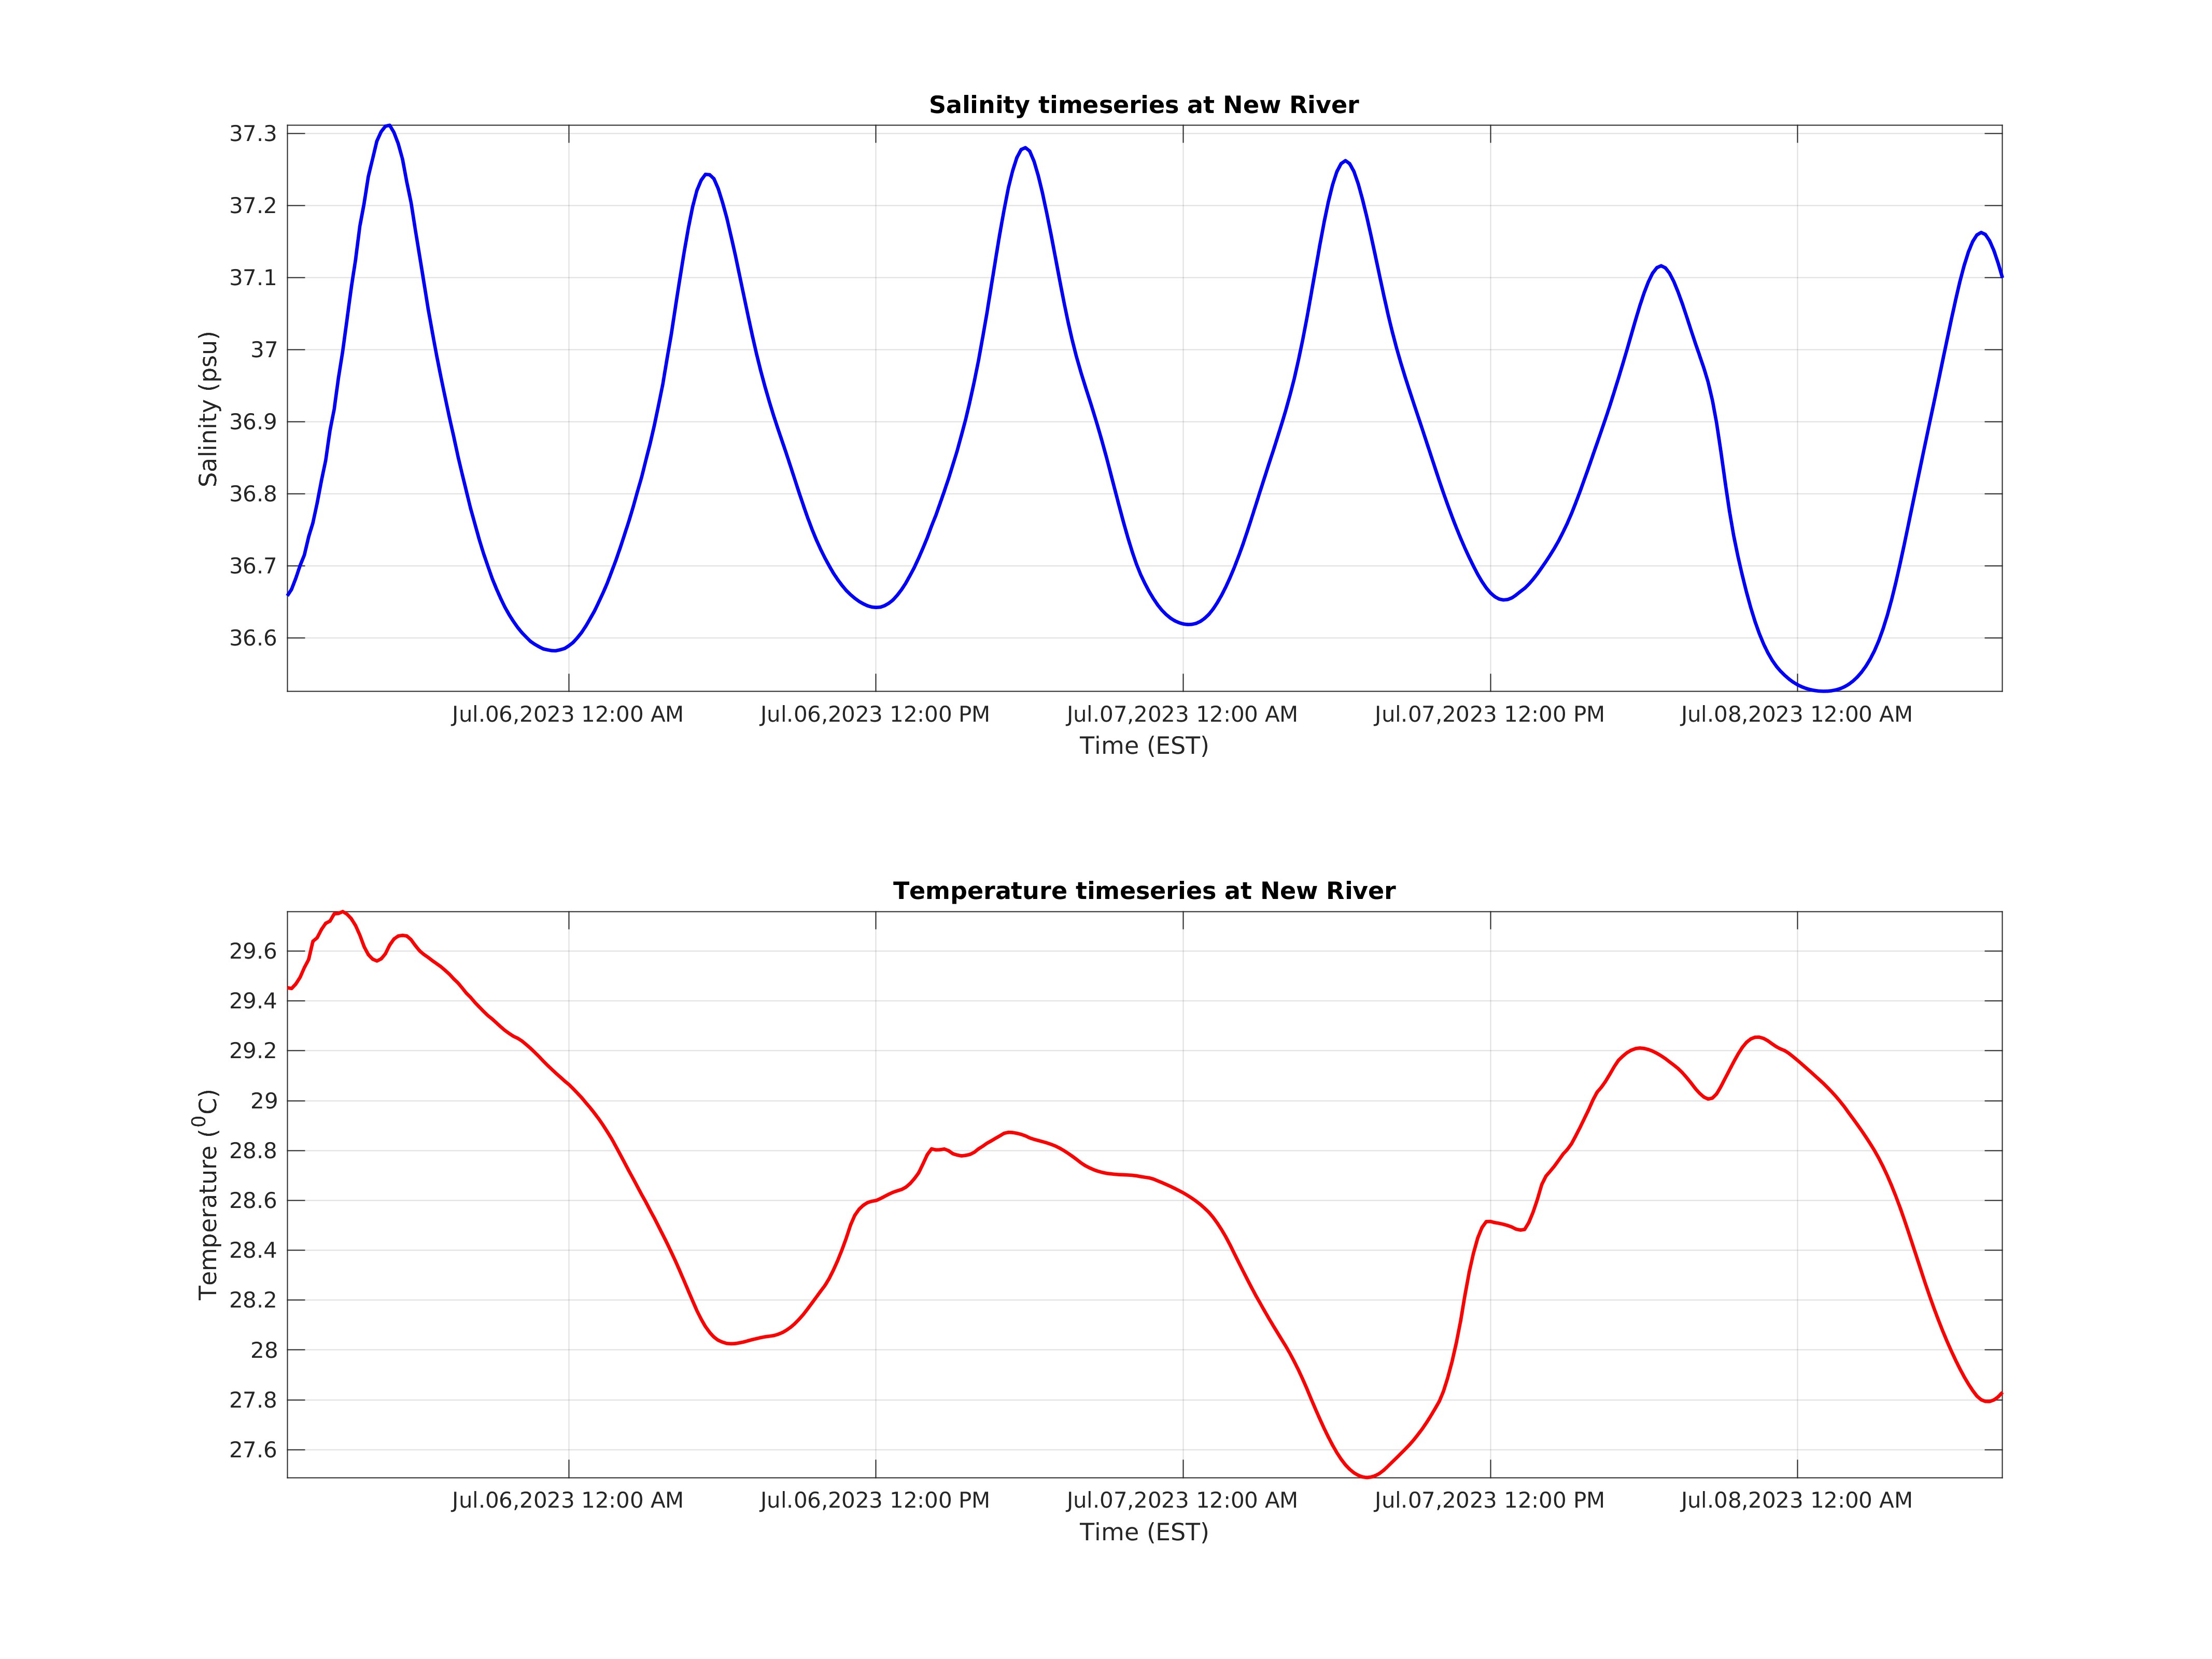 Salinity timeseries at New River
37.3
37.2
37.1
37
36.9
36.8
36.7
36.6
Salinity (psu)
Jul.06,2023 12:00 AM
Jul.06,2023 12:00 PM
Jul.07,2023 12:00 AM
Jul.07,2023 12:00 PM
Jul.08,2023 12:00 AM
Time (EST)
Temperature timeseries at New River
29.6
29.4
29.2
29
28.8
28.6
28.4
28.2
28
27.8
27.6
Temperature (⁰C)
Jul.06,2023 12:00 AM
Jul.06,2023 12:00 PM
Jul.07,2023 12:00 AM
Jul.07,2023 12:00 PM
Jul.08,2023 12:00 AM
Time (EST)